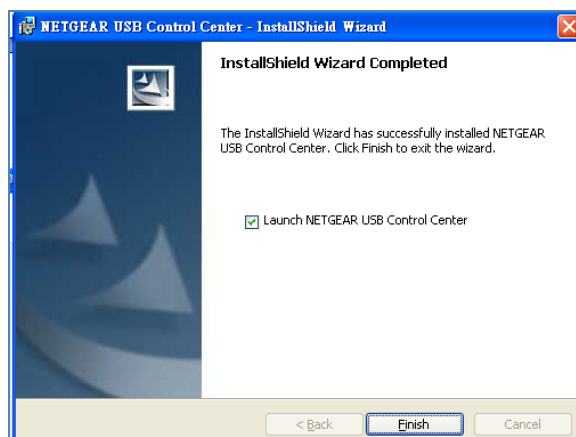 NETGEAR USB Control Center - InstallShield Wizard
InstallShield Wizard Completed
The InstallShield Wizard has successfully installed NETGEAR
USB Control Center. Click Finish to exit the wizard.
Launch NETGEAR USB Control Center
< Back Finish Cancel